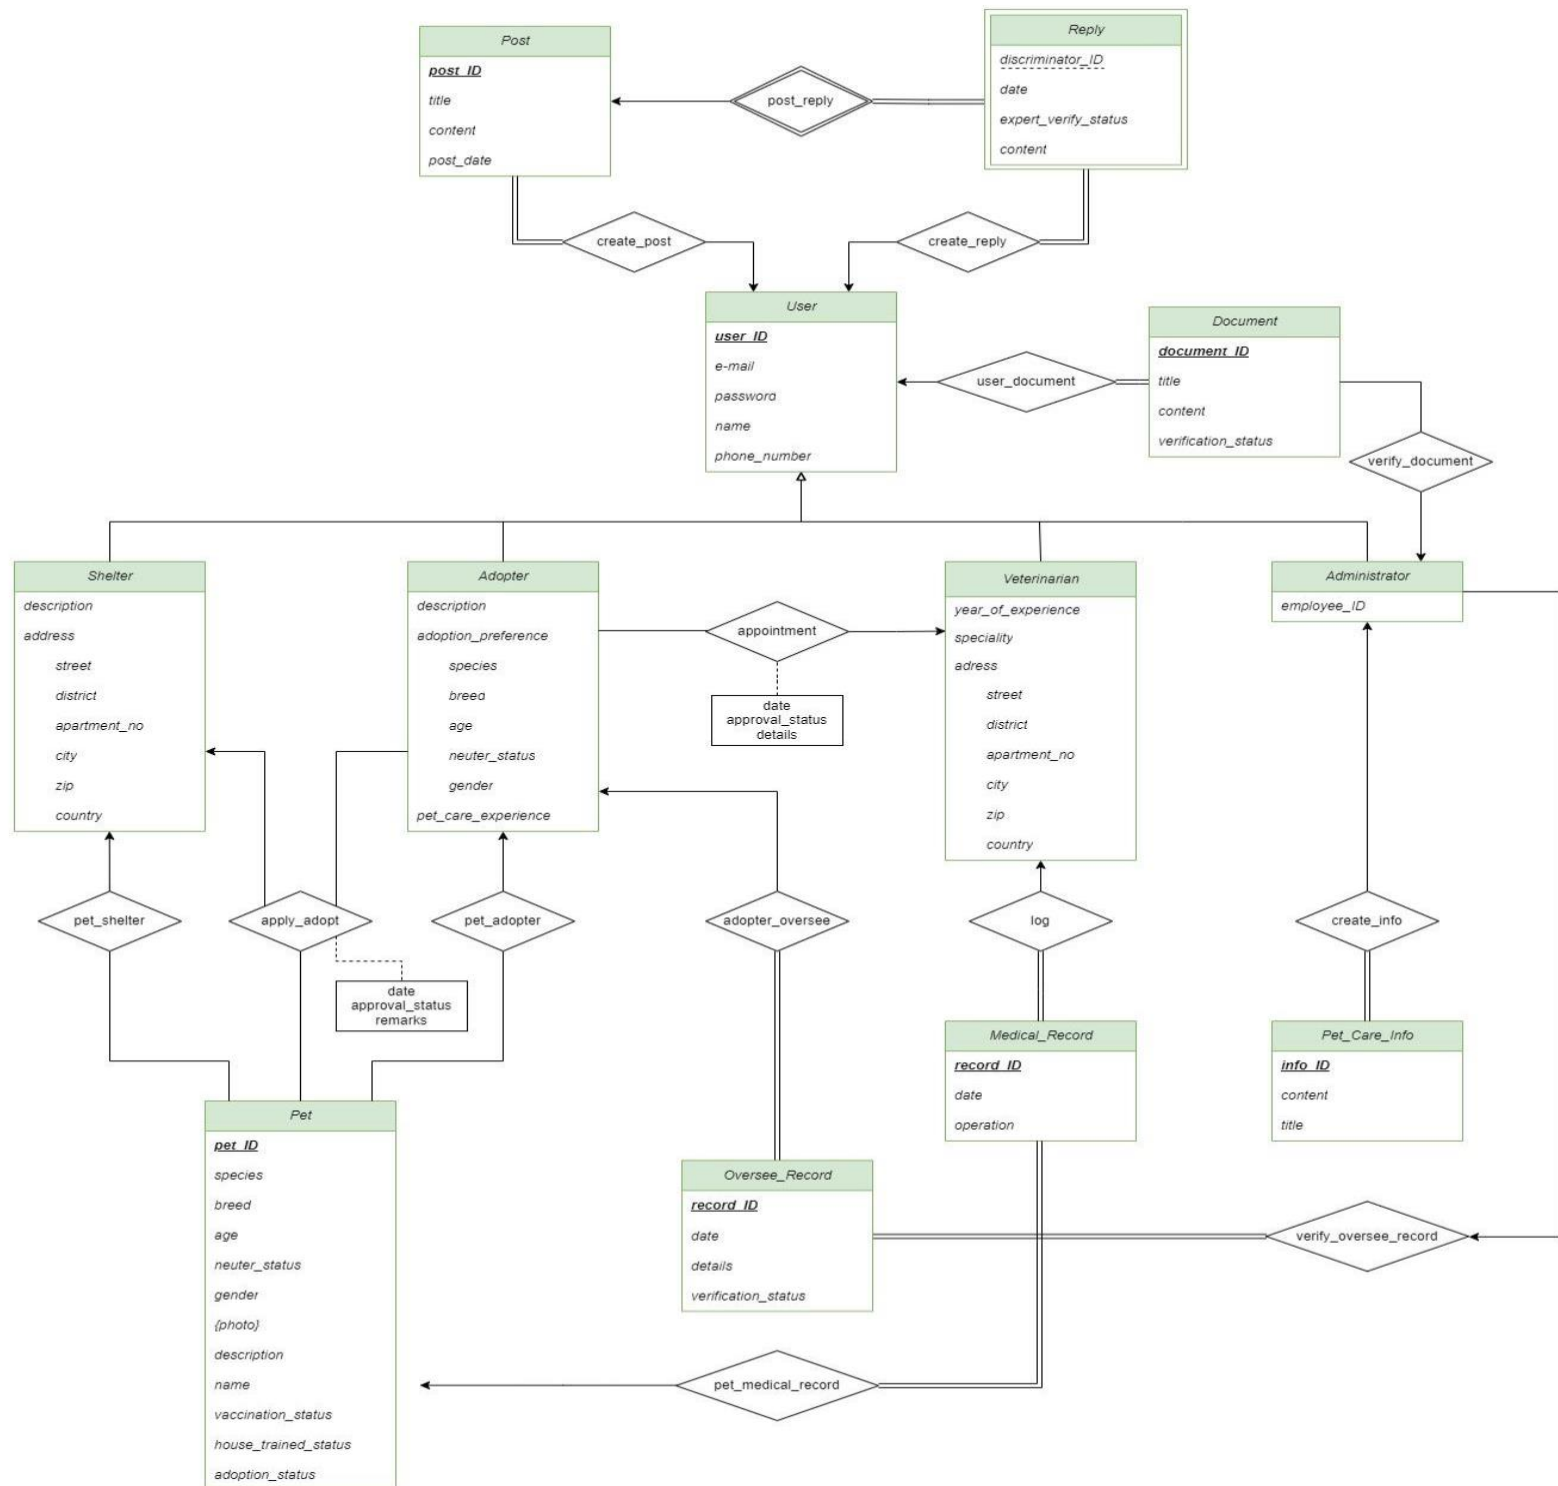 Post
post_ID
title
content
post_date
post_reply
Reply
discriminator_ID
date
expert_verify_status
content
create_post
create_reply
User
user_ID
e-mail
password
name
phone_number
user_document
Document
document_ID
title
content
verification_status
verify_document
Shelter
description
address
street
district
apartment_no
city
zip
country
Adopter
description
adoption_preference
species
breed
age
neuter_status
gender
pet_care_experience
appointment
date
approval_status
details
Veterinarian
year_of_experience
speciality
adress
street
district
apartment_no
city
zip
country
Administrator
employee_ID
pet_shelter
apply_adopt
pet_adopter
adopter_oversee
log
create_info
date
approval_status
remarks
Medical_Record
record_ID
date
operation
Pet_Care_Info
info_ID
content
title
Pet
pet_ID
species
breed
age
neuter_status
gender
{photo}
description
name
vaccination_status
house_trained_status
adoption_status
Oversee_Record
record_ID
date
details
verification_status
verify_oversee_record
pet_medical_record